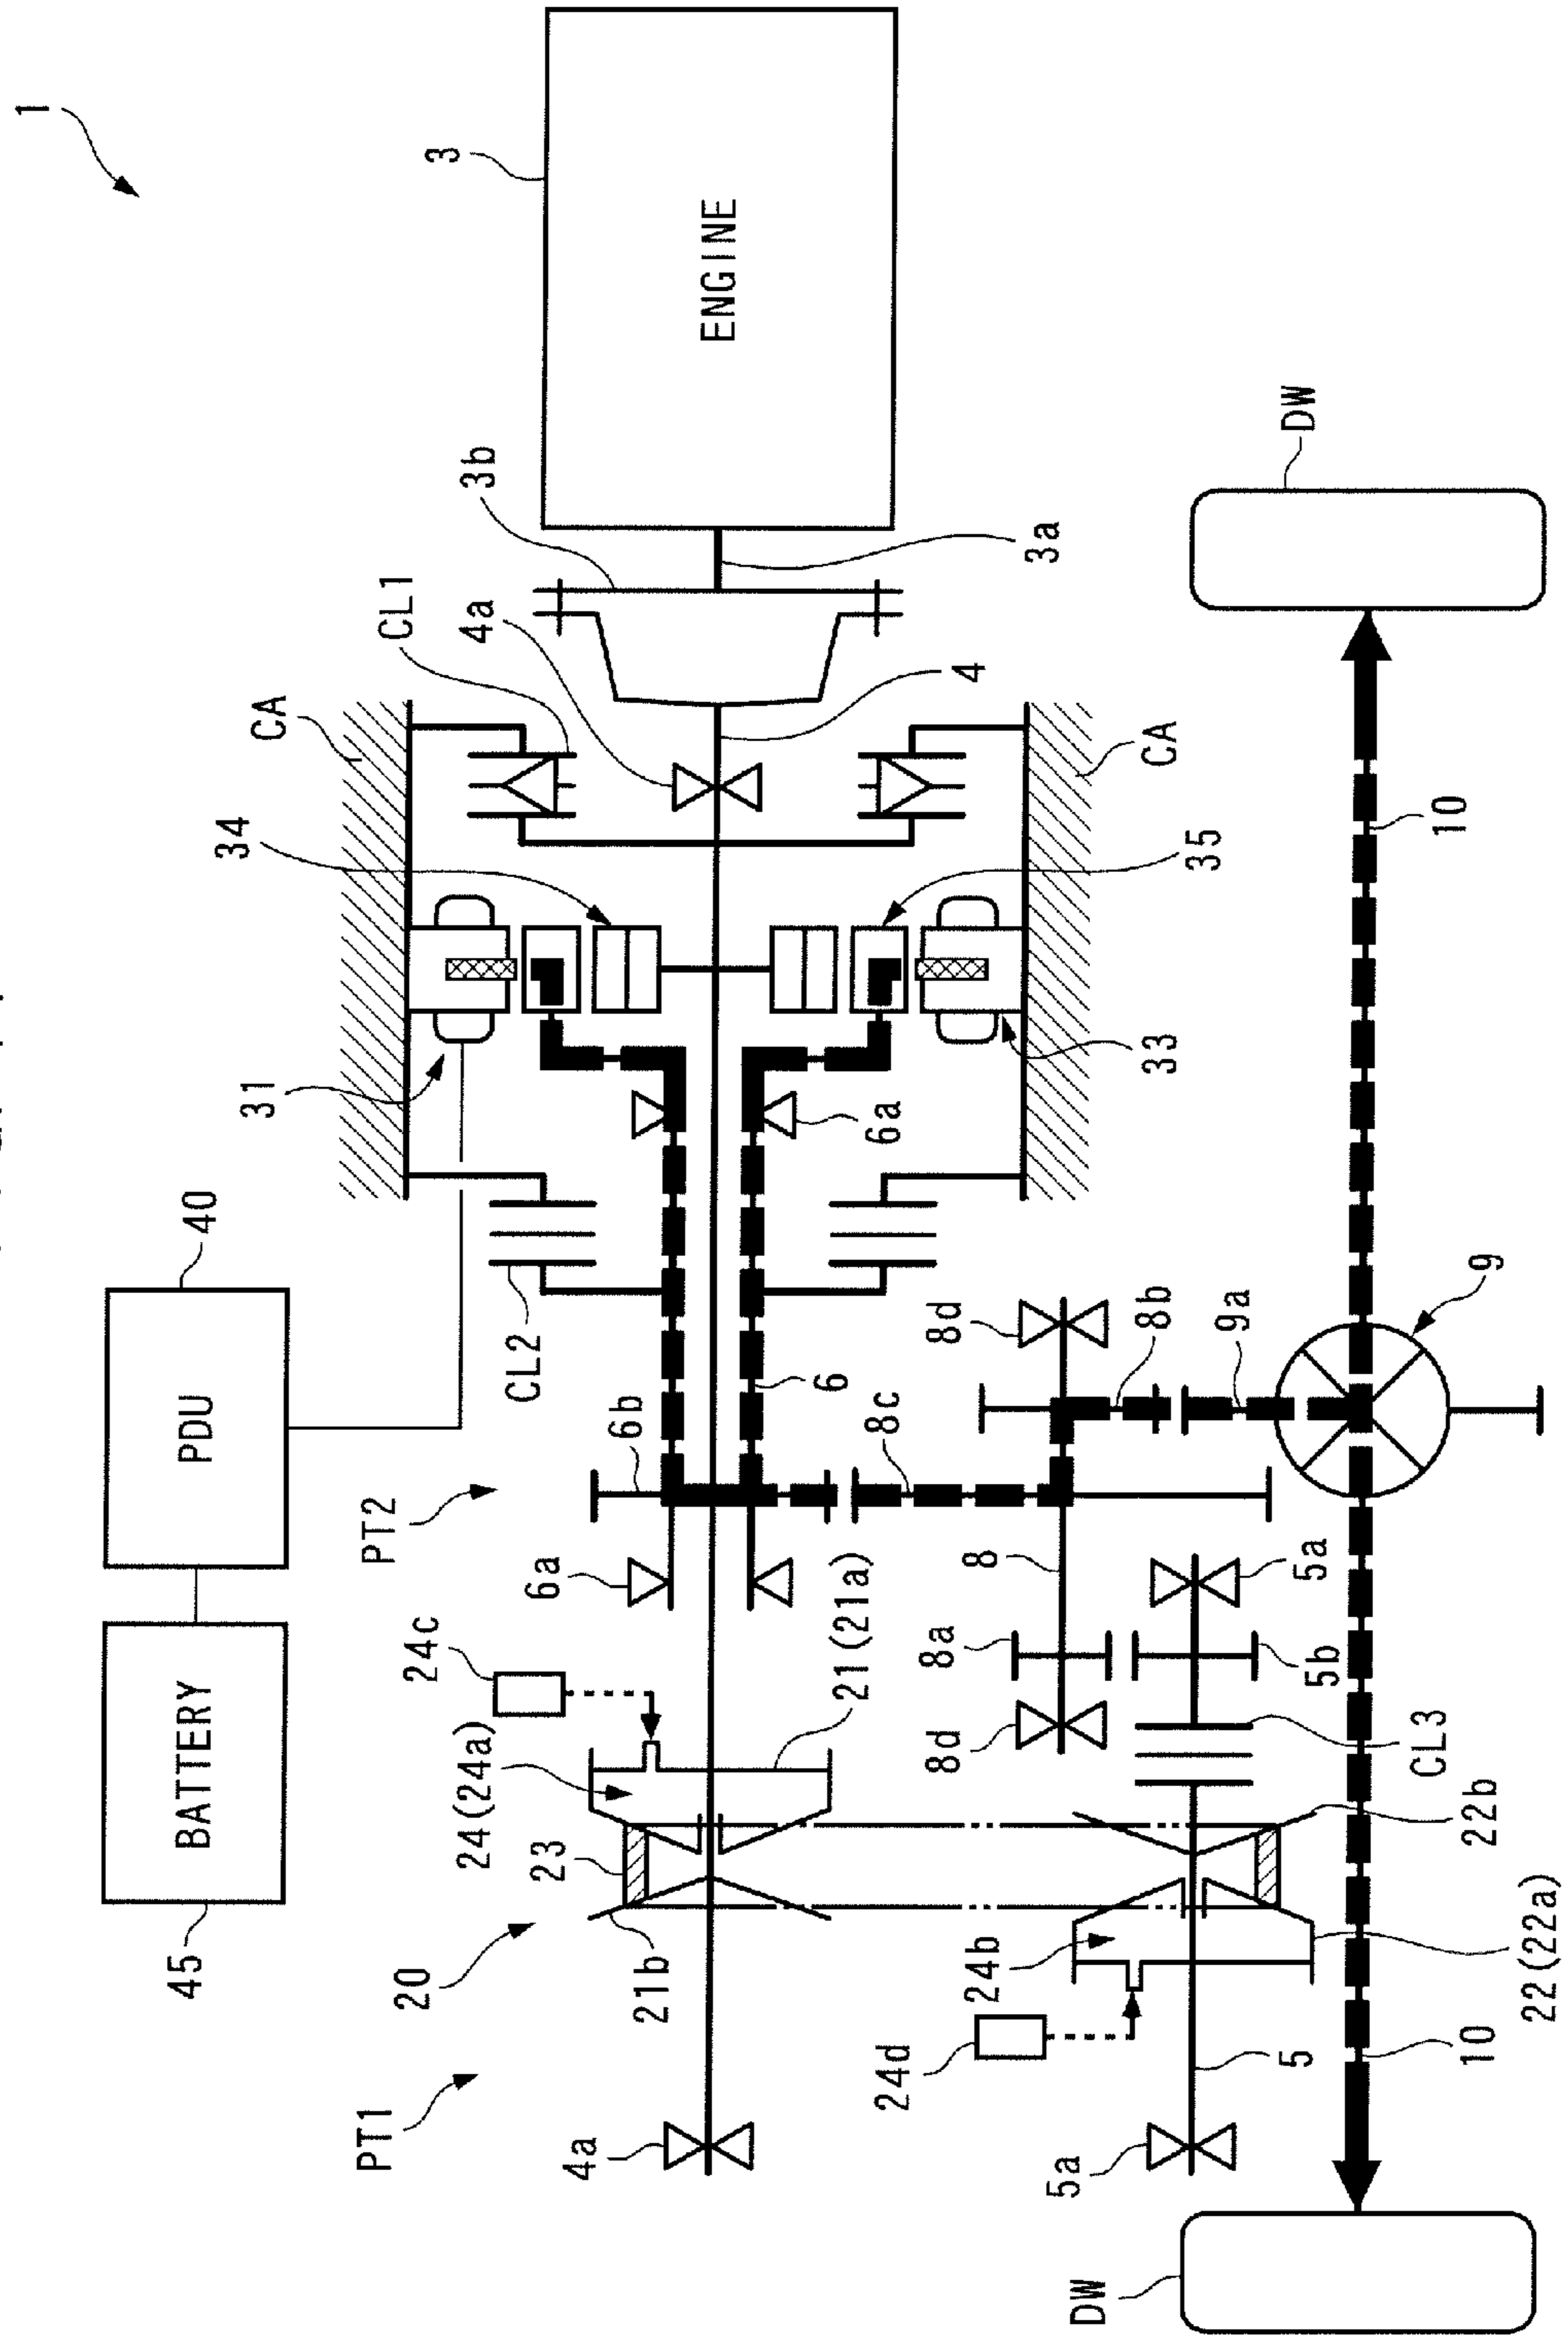 1
45
BATTERY
PDU
40
31
34
CA
PT1
20
24c
PT2
CL1
3
24(24a)
23
CL2
4a
3b
4a
21b
6a
6b
ENGINE
21(21a)
6
6a
4
24d
24b
8d
8a
8
8c
8d
3a
5a
8b
33
35
CA
5
5b
5a
9a
DW
22b
CL3
9
10
10
22(22a)
DW